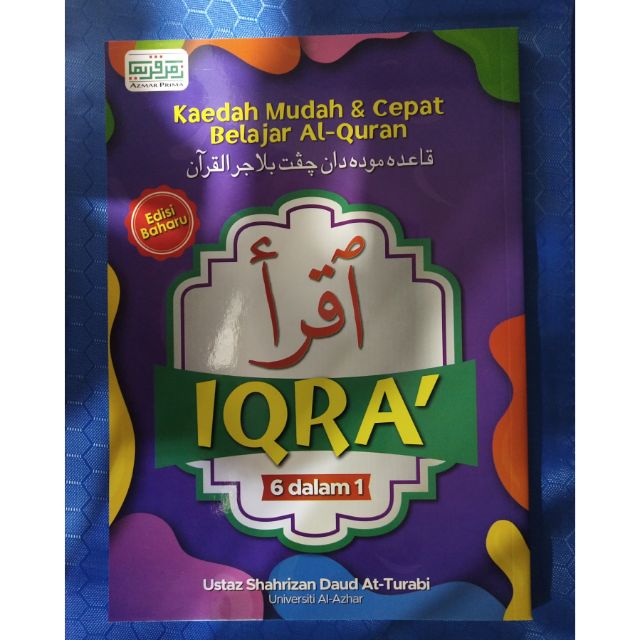 AZMAR PRIMA
Kaedah Mudah & Cepat
Belajar Al-Quran
قاعده موده دان چڤت بلاجر القرآن
Edisi
Baharu
ٱقرأ
IQRA'
6 dalam 1
Ustaz Shahrizan Daud At-Turabi
Universiti Al-Azhar